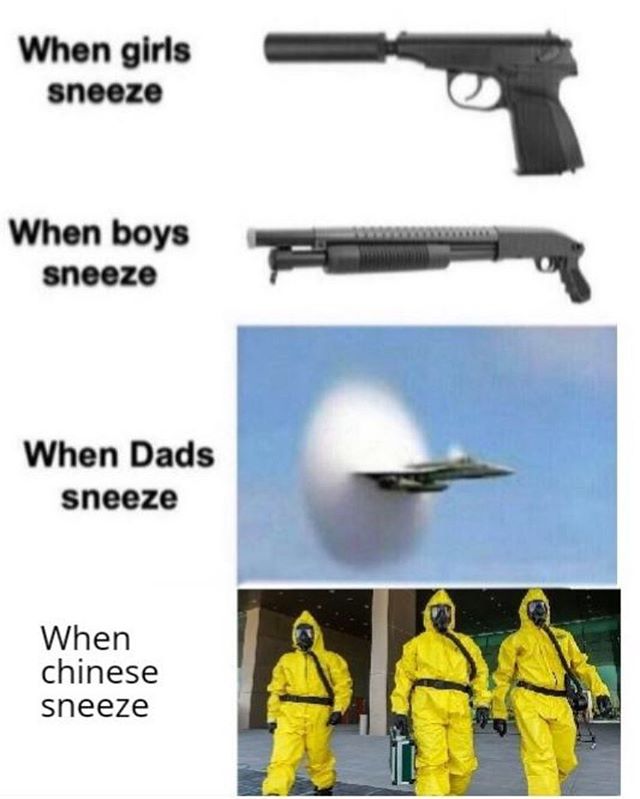 When girls
sneeze
When boys
sneeze
When Dads
sneeze
When
chinese
sneeze